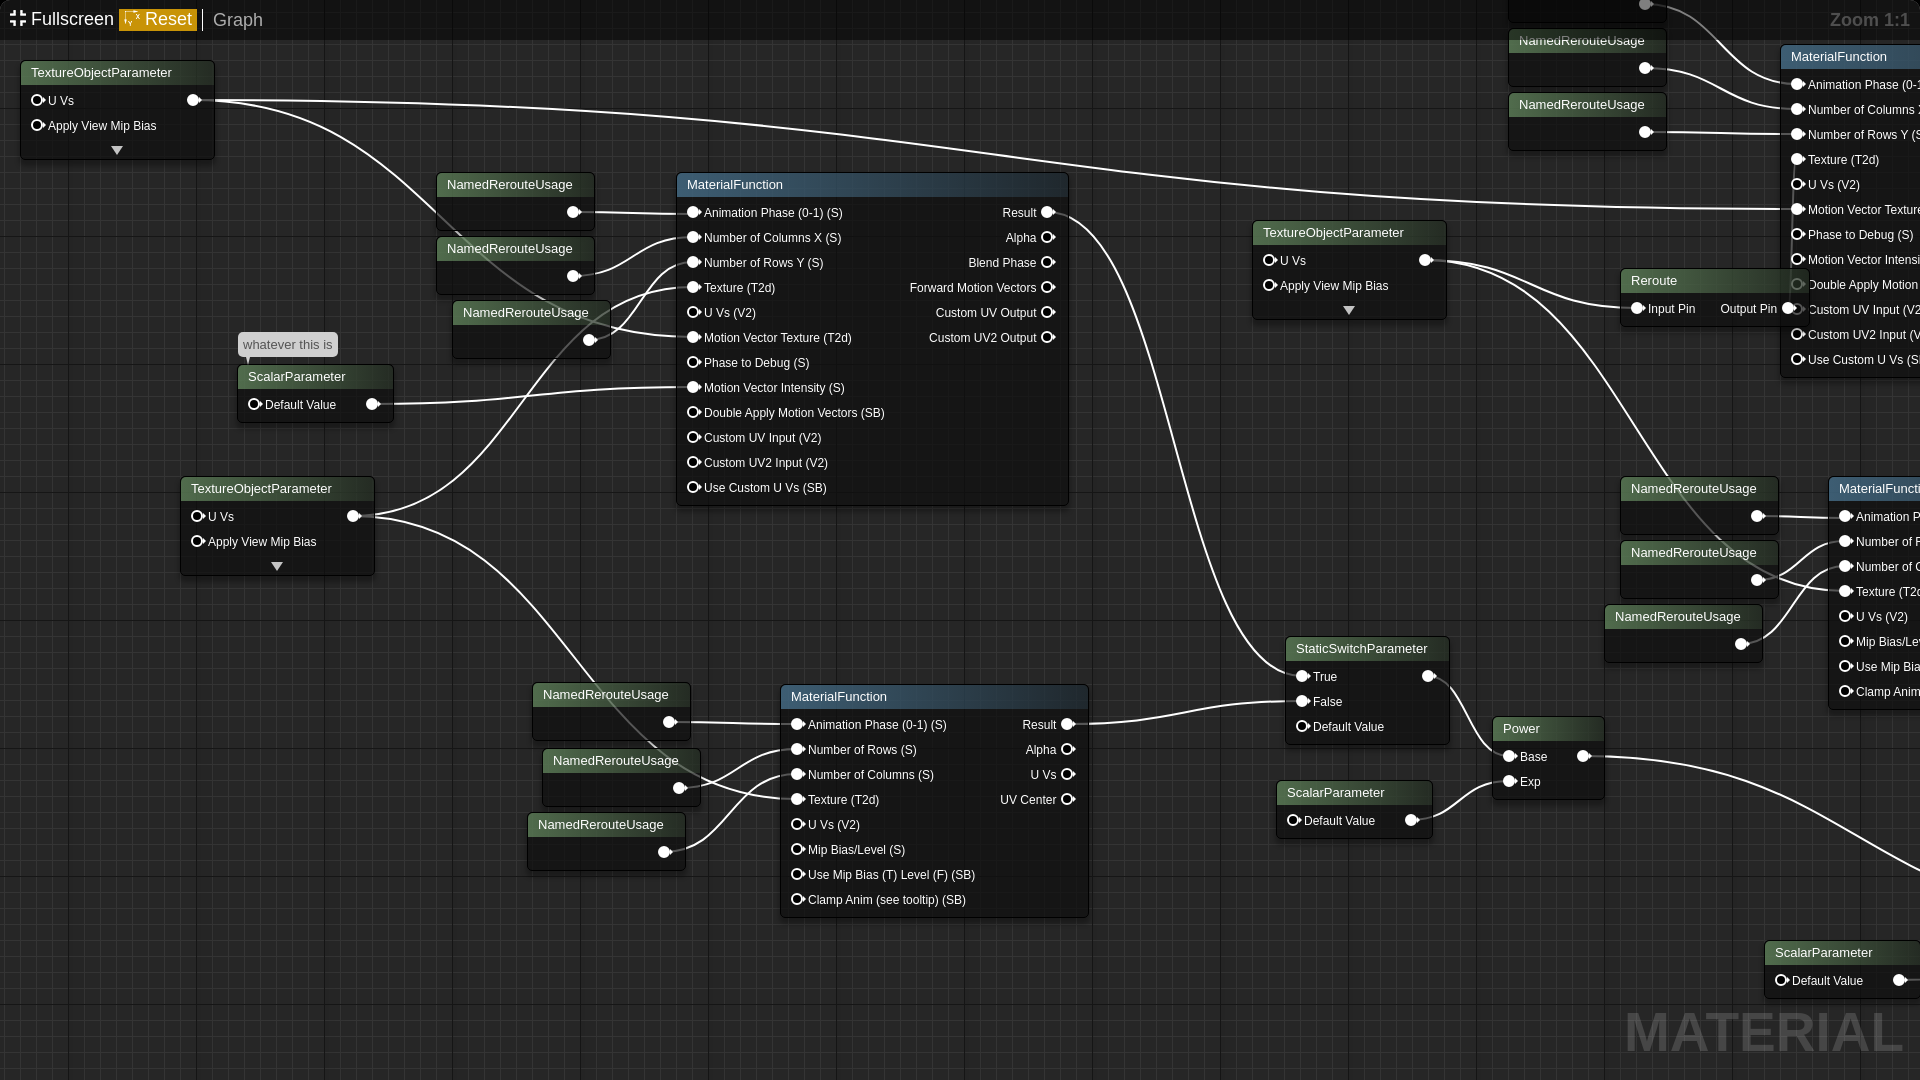 Fullscreen Reset Graph
Zoom 1:1
TextureObjectParameter
U Vs
Apply View Mip Bias
NamedRerouteUsage
NamedRerouteUsage
NamedRerouteUsage
whatever this is
ScalarParameter
Default Value
TextureObjectParameter
U Vs
Apply View Mip Bias
MaterialFunction
Animation Phase (0-1) (S) Result
Number of Columns X (S) Alpha
Number of Rows Y (S) Blend Phase
Texture (T2d) Forward Motion Vectors
U Vs (V2) Custom UV Output
Motion Vector Texture (T2d) Custom UV2 Output
Phase to Debug (S)
Motion Vector Intensity (S)
Double Apply Motion Vectors (SB)
Custom UV Input (V2)
Custom UV2 Input (V2)
Use Custom U Vs (SB)
NamedRerouteUsage
NamedRerouteUsage
NamedRerouteUsage
MaterialFunction
Animation Phase (0-1) (S) Result
Number of Rows (S) Alpha
Number of Columns (S) U Vs
Texture (T2d) UV Center
U Vs (V2)
Mip Bias/Level (S)
Use Mip Bias (T) Level (F) (SB)
Clamp Anim (see tooltip) (SB)
TextureObjectParameter
U Vs
Apply View Mip Bias
NamedRerouteUsage
NamedRerouteUsage
MaterialFunction
Animation Phase (0-1
Number of Columns
Number of Rows Y (S
Texture (T2d)
U Vs (V2)
Motion Vector Texture
Phase to Debug (S)
Motion Vector Intensi
Double Apply Motion
Custom UV Input (V2
Custom UV2 Input (V
Use Custom U Vs (S
Reroute
Input Pin Output Pin
NamedRerouteUsage
NamedRerouteUsage
NamedRerouteUsage
MaterialFuncti
Animation P
Number of
Number of
Texture (T2d
U Vs (V2)
Mip Bias/Le
Use Mip Bia
Clamp Anim
StaticSwitchParameter
True
False
Default Value
ScalarParameter
Default Value
Power
Base
Exp
ScalarParameter
Default Value
MATERIAL